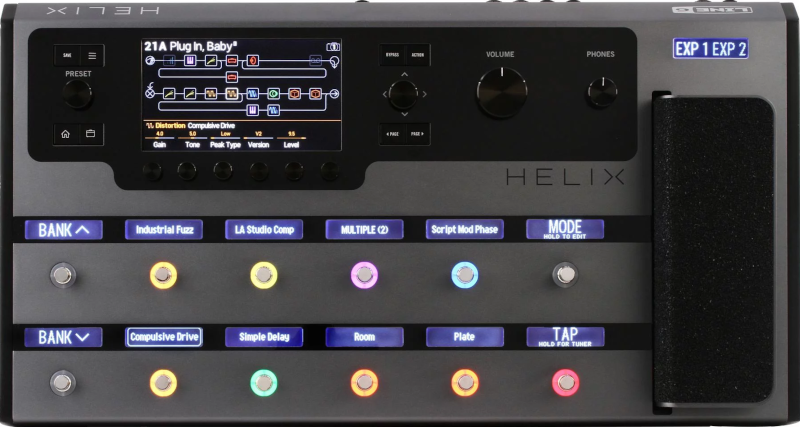 HELIX
LINE 6
21A Plug In, Baby
EXP 1 EXP 2
SAVE
BYPASS
ACTION
PRESET
VOLUME
PHONES
Distortion Compulsive Drive
4.0 5.0 Low V2 9.5
Gain Tone Peak Type Version Level
PAGE
PAGE
HELIX
BANK
Industrial Fuzz
LA Studio Comp
MULTIPLE (2)
Script Mod Phase
MODE
HOLD TO EDIT
BANK
Compulsive Drive
Simple Delay
Room
Plate
TAP
HOLD FOR TUNER